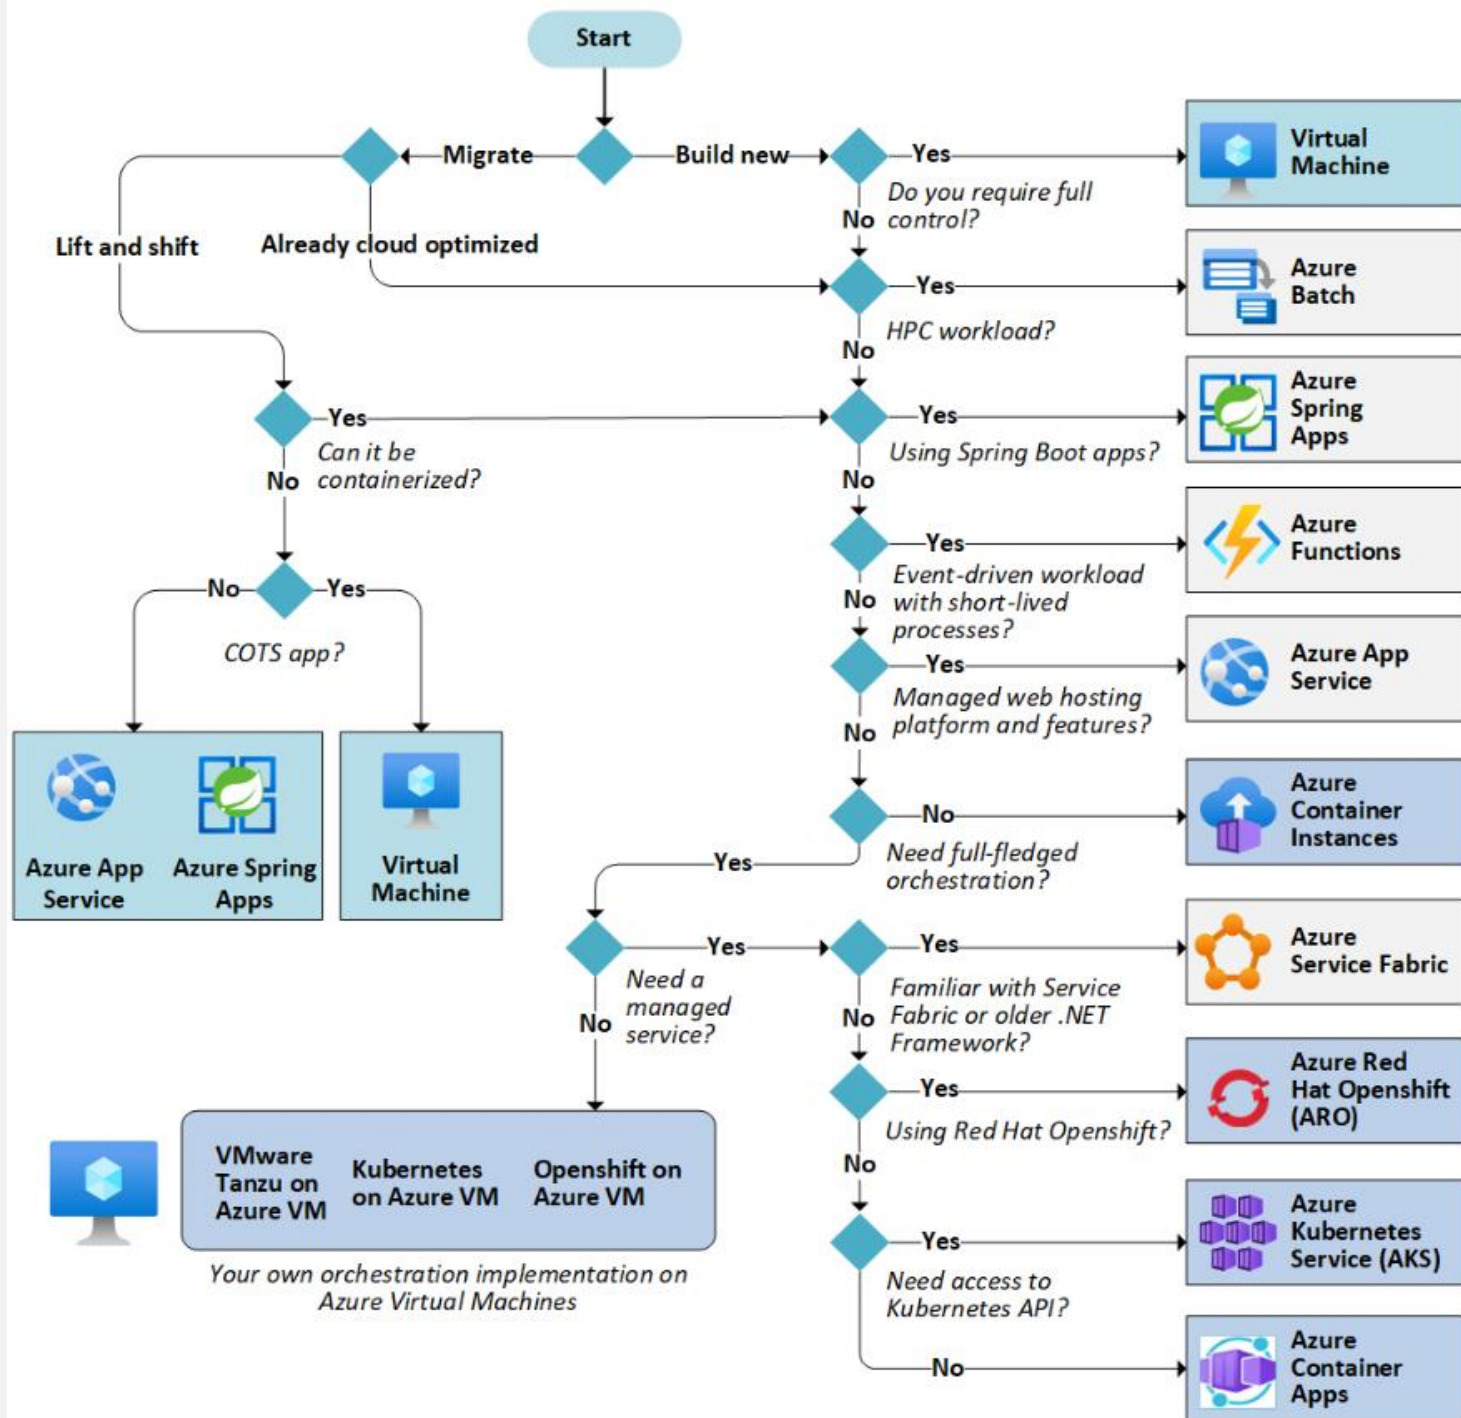 Start
Migrate
Build new
Yes
Do you require full
control?
No
Virtual
Machine
Lift and shift
Already cloud optimized
Yes
HPC workload?
No
Azure
Batch
Yes
Can it be
containerized?
No
Yes
Using Spring Boot apps?
No
Azure
Spring
Apps
Yes
Event-driven workload
with short-lived
processes?
No
Azure
Functions
No
Yes
COTS app?
Yes
Managed web hosting
platform and features?
No
Azure App
Service
Azure App
Service
Azure Spring
Apps
Virtual
Machine
No
Need full-fledged
orchestration?
Yes
Azure
Container
Instances
Yes
Need a
managed
service?
No
Yes
Familiar with Service
Fabric or older .NET
Framework?
No
Azure
Service Fabric
Yes
Using Red Hat Openshift?
No
Azure Red
Hat Openshift
(ARO)
VMware
Tanzu on
Azure VM
Kubernetes
on Azure VM
Openshift on
Azure VM
Your own orchestration implementation on
Azure Virtual Machines
Yes
Need access to
Kubernetes API?
No
Azure
Kubernetes
Service (AKS)
Azure
Container
Apps